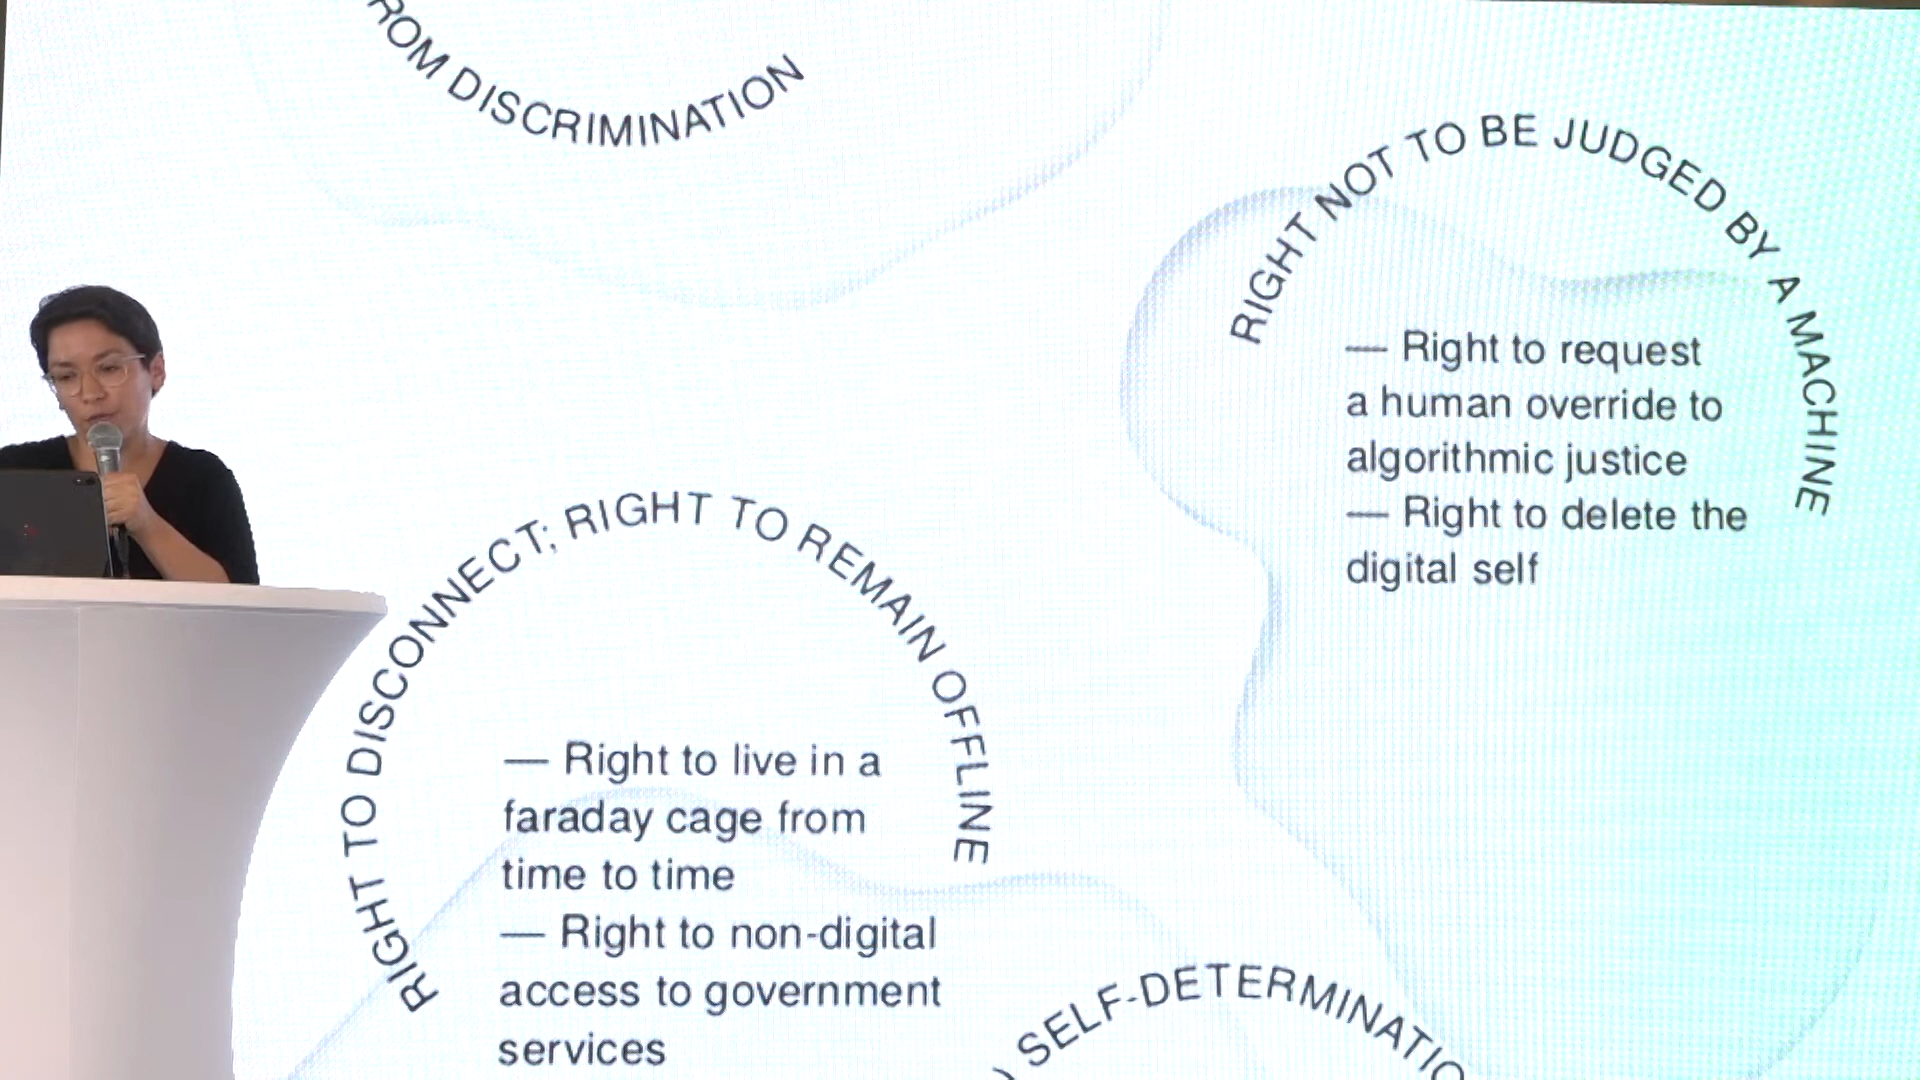 FROM DISCRIMINATION
RIGHT NOT TO BE JUDGED BY A MACHINE
— Right to request
a human override to
algorithmic justice
— Right to delete the
digital self
RIGHT TO DISCONNECT; RIGHT TO REMAIN OFFLINE
— Right to live in a
faraday cage from
time to time
— Right to non-digital
access to government
services
SELF-DETERMINATIO